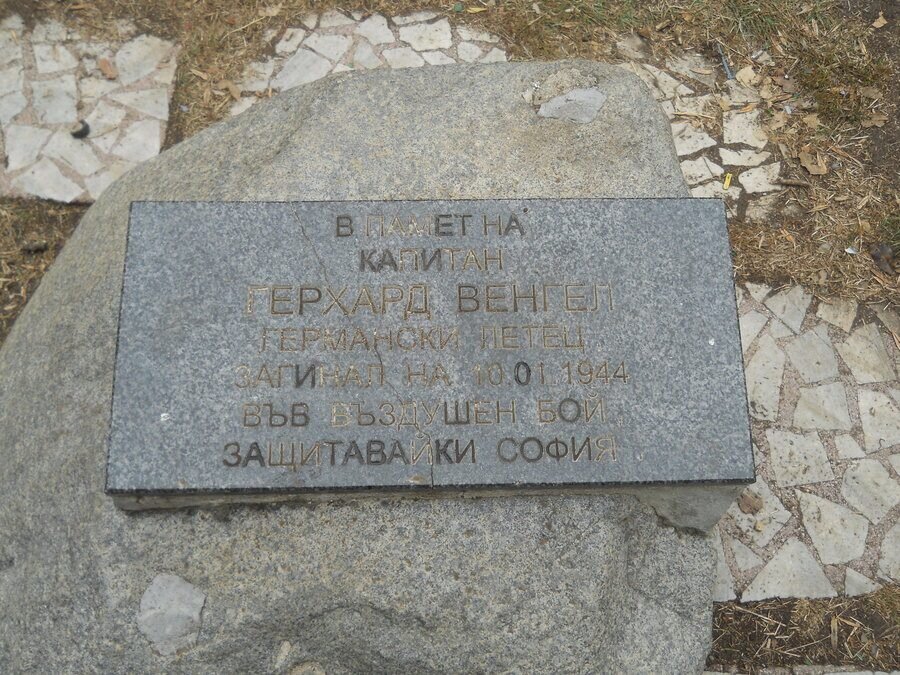 В ПАМЕТ НА
КАПИТАН
ГЕРХАРД ВЕНГЕЛ
ГЕРМАНСКИ ЛЕТЕЦ
ЗАГИНАЛ НА 10.01.1944
ВЪВ ВЪЗДУШЕН БОЙ
ЗАЩИТАВАЙКИ СОФИЯ